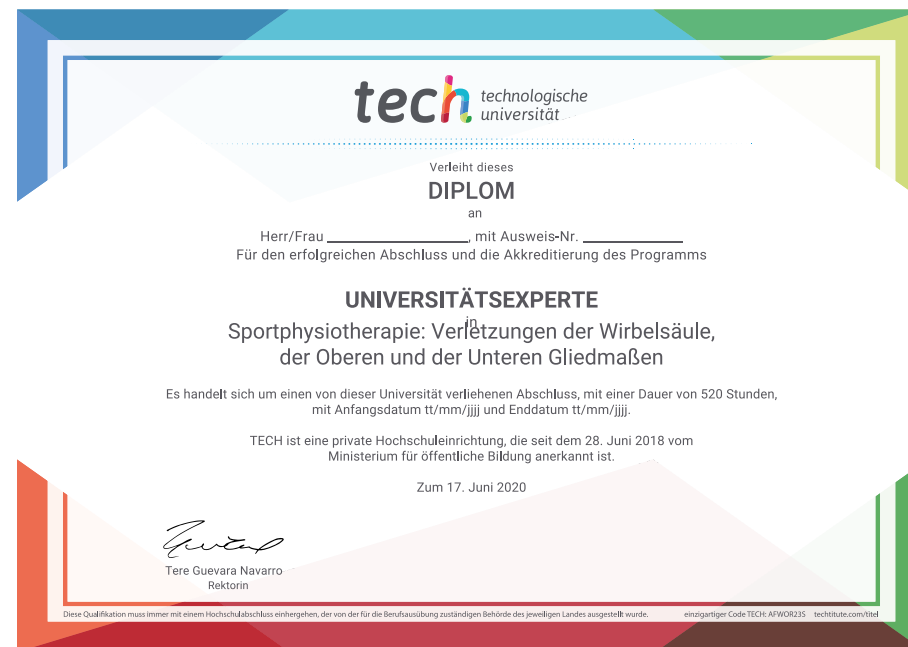 tech technologische
universität
Verleiht dieses
DIPLOM
an
Herr/Frau ____________________, mit Ausweis-Nr. ______________
Für den erfolgreichen Abschluss und die Akkreditierung des Programms
UNIVERSITÄTSEXPERTE
in
Sportphysiotherapie: Verletzungen der Wirbelsäule,
der Oberen und der Unteren Gliedmaßen
Es handelt sich um einen von dieser Universität verliehenen Abschluss, mit einer Dauer von 520 Stunden,
mit Anfangsdatum tt/mm/jjjj und Enddatum tt/mm/jjjj.
TECH ist eine private Hochschuleinrichtung, die seit dem 28. Juni 2018 vom
Ministerium für öffentliche Bildung anerkannt ist.
Zum 17. Juni 2020
Tere Guevara Navarro
Rektorin
Diese Qualifikation muss immer mit einem Hochschulabschluss einhergehen, der von der für die Berufsausübung zuständigen Behörde des jeweiligen Landes ausgestellt wurde. einzigartiger Code TECH: AFWOR23S techtitute.com/titel